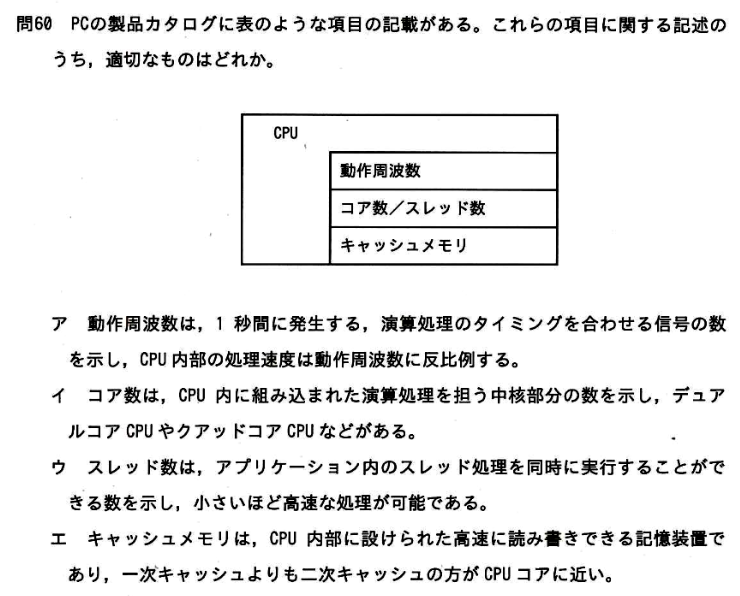 問60 PCの製品カタログに表のような項目の記載がある。これらの項目に関する記述の
うち，適切なものはどれか。
CPU
動作周波数
コア数／スレッド数
キャッシュメモリ
ア 動作周波数は，1 秒間に発生する，演算処理のタイミングを合わせる信号の数
を示し，CPU 内部の処理速度は動作周波数に反比例する。
イ コア数は，CPU 内に組み込まれた演算処理を担う中核部分の数を示し，デュア
ルコア CPU やクアッドコア CPU などがある。
ウ スレッド数は，アプリケーション内のスレッド処理を同時に実行することがで
きる数を示し，小さいほど高速な処理が可能である。
エ キャッシュメモリは，CPU 内部に設けられた高速に読み書きできる記憶装置で
あり，一次キャッシュよりも二次キャッシュの方が CPU コアに近い。